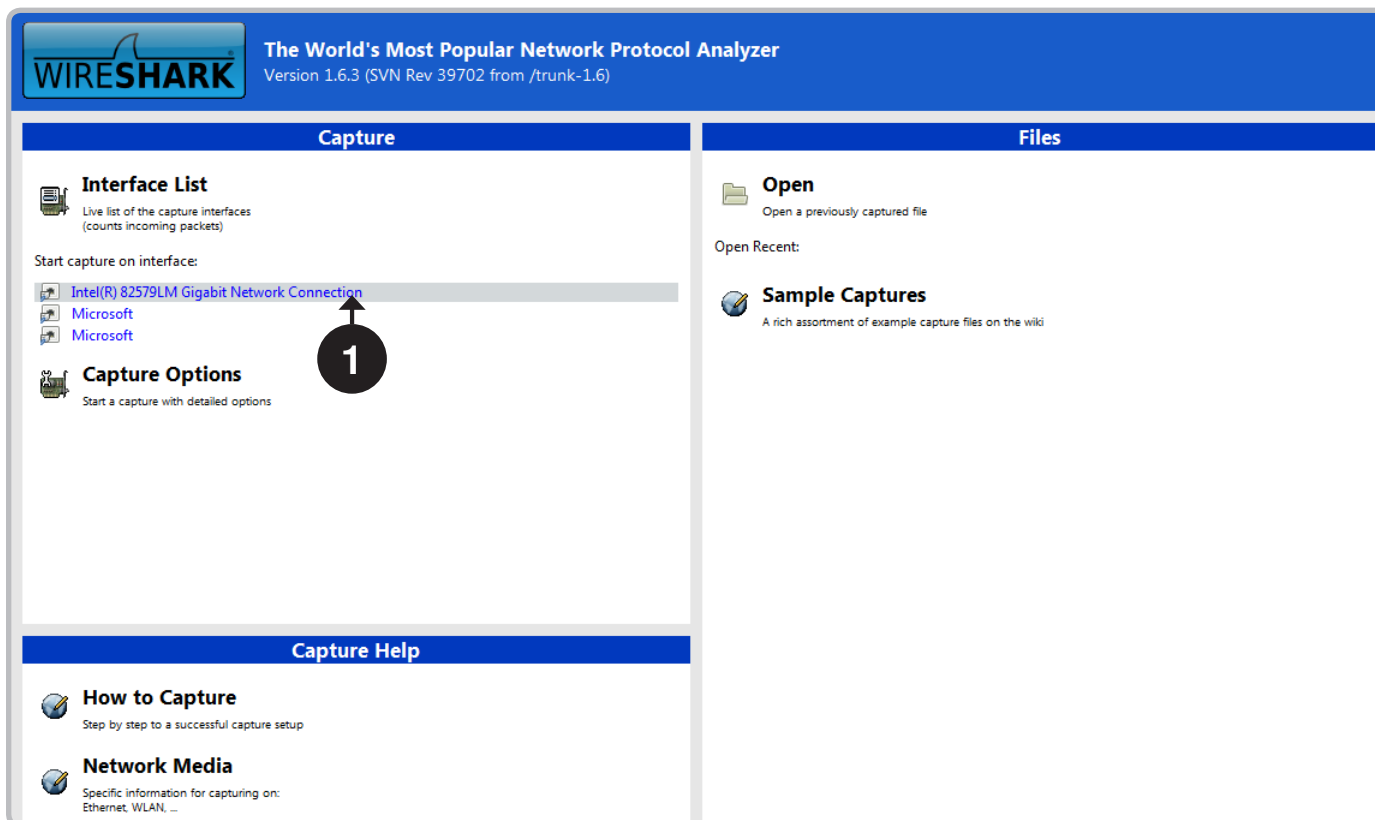 WIRESHARK
The World's Most Popular Network Protocol Analyzer
Version 1.6.3 (SVN Rev 39702 from /trunk-1.6)
Capture
Interface List
Live list of the capture interfaces
(counts incoming packets)
Start capture on interface:
Intel(R) 82579LM Gigabit Network Connection
Microsoft
Microsoft
1
Capture Options
Start a capture with detailed options
Files
Open
Open a previously captured file
Open Recent:
Sample Captures
A rich assortment of example capture files on the wiki
Capture Help
How to Capture
Step by step to a successful capture setup
Network Media
Specific information for capturing on:
Ethernet, WLAN, ...